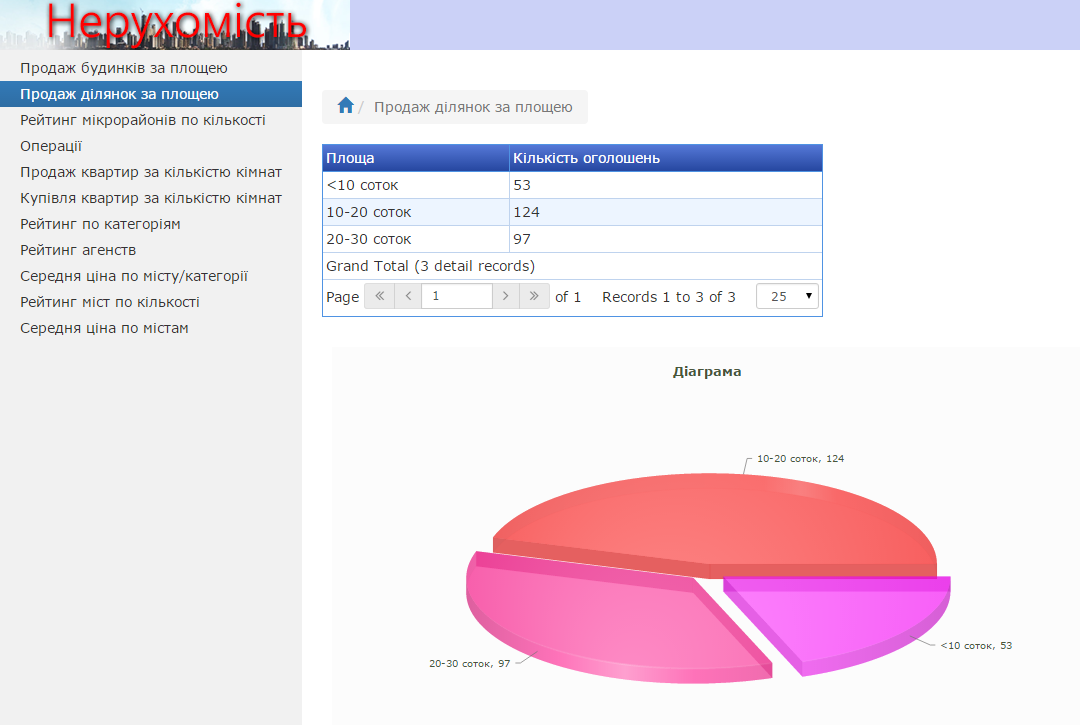 Нерухомість
Продаж будинків за площею
Продаж ділянок за площею
Рейтинг мікрорайонів по кількості
Операції
Продаж квартир за кількістю кімнат
Купівля квартир за кількістю кімнат
Рейтинг по категоріям
Рейтинг агенств
Середня ціна по місту/категорії
Рейтинг міст по кількості
Середня ціна по містам
/ Продаж ділянок за площею
Площа Кількість оголошень
<10 соток 53
10-20 соток 124
20-30 соток 97
Grand Total (3 detail records)
Page « ‹ 1 › » of 1 Records 1 to 3 of 3 25
Діаграма
10-20 соток, 124
<10 соток, 53
20-30 соток, 97